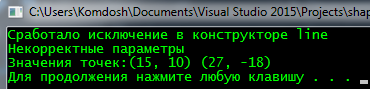 C:\Users\Komdosh\Documents\Visual Studio 2015\Projects\shap
Сработало исключение в конструкторе line
Некорректные параметры
Значения точек:(15, 10) (27, -18)
Для продолжения нажмите любую клавишу . . .